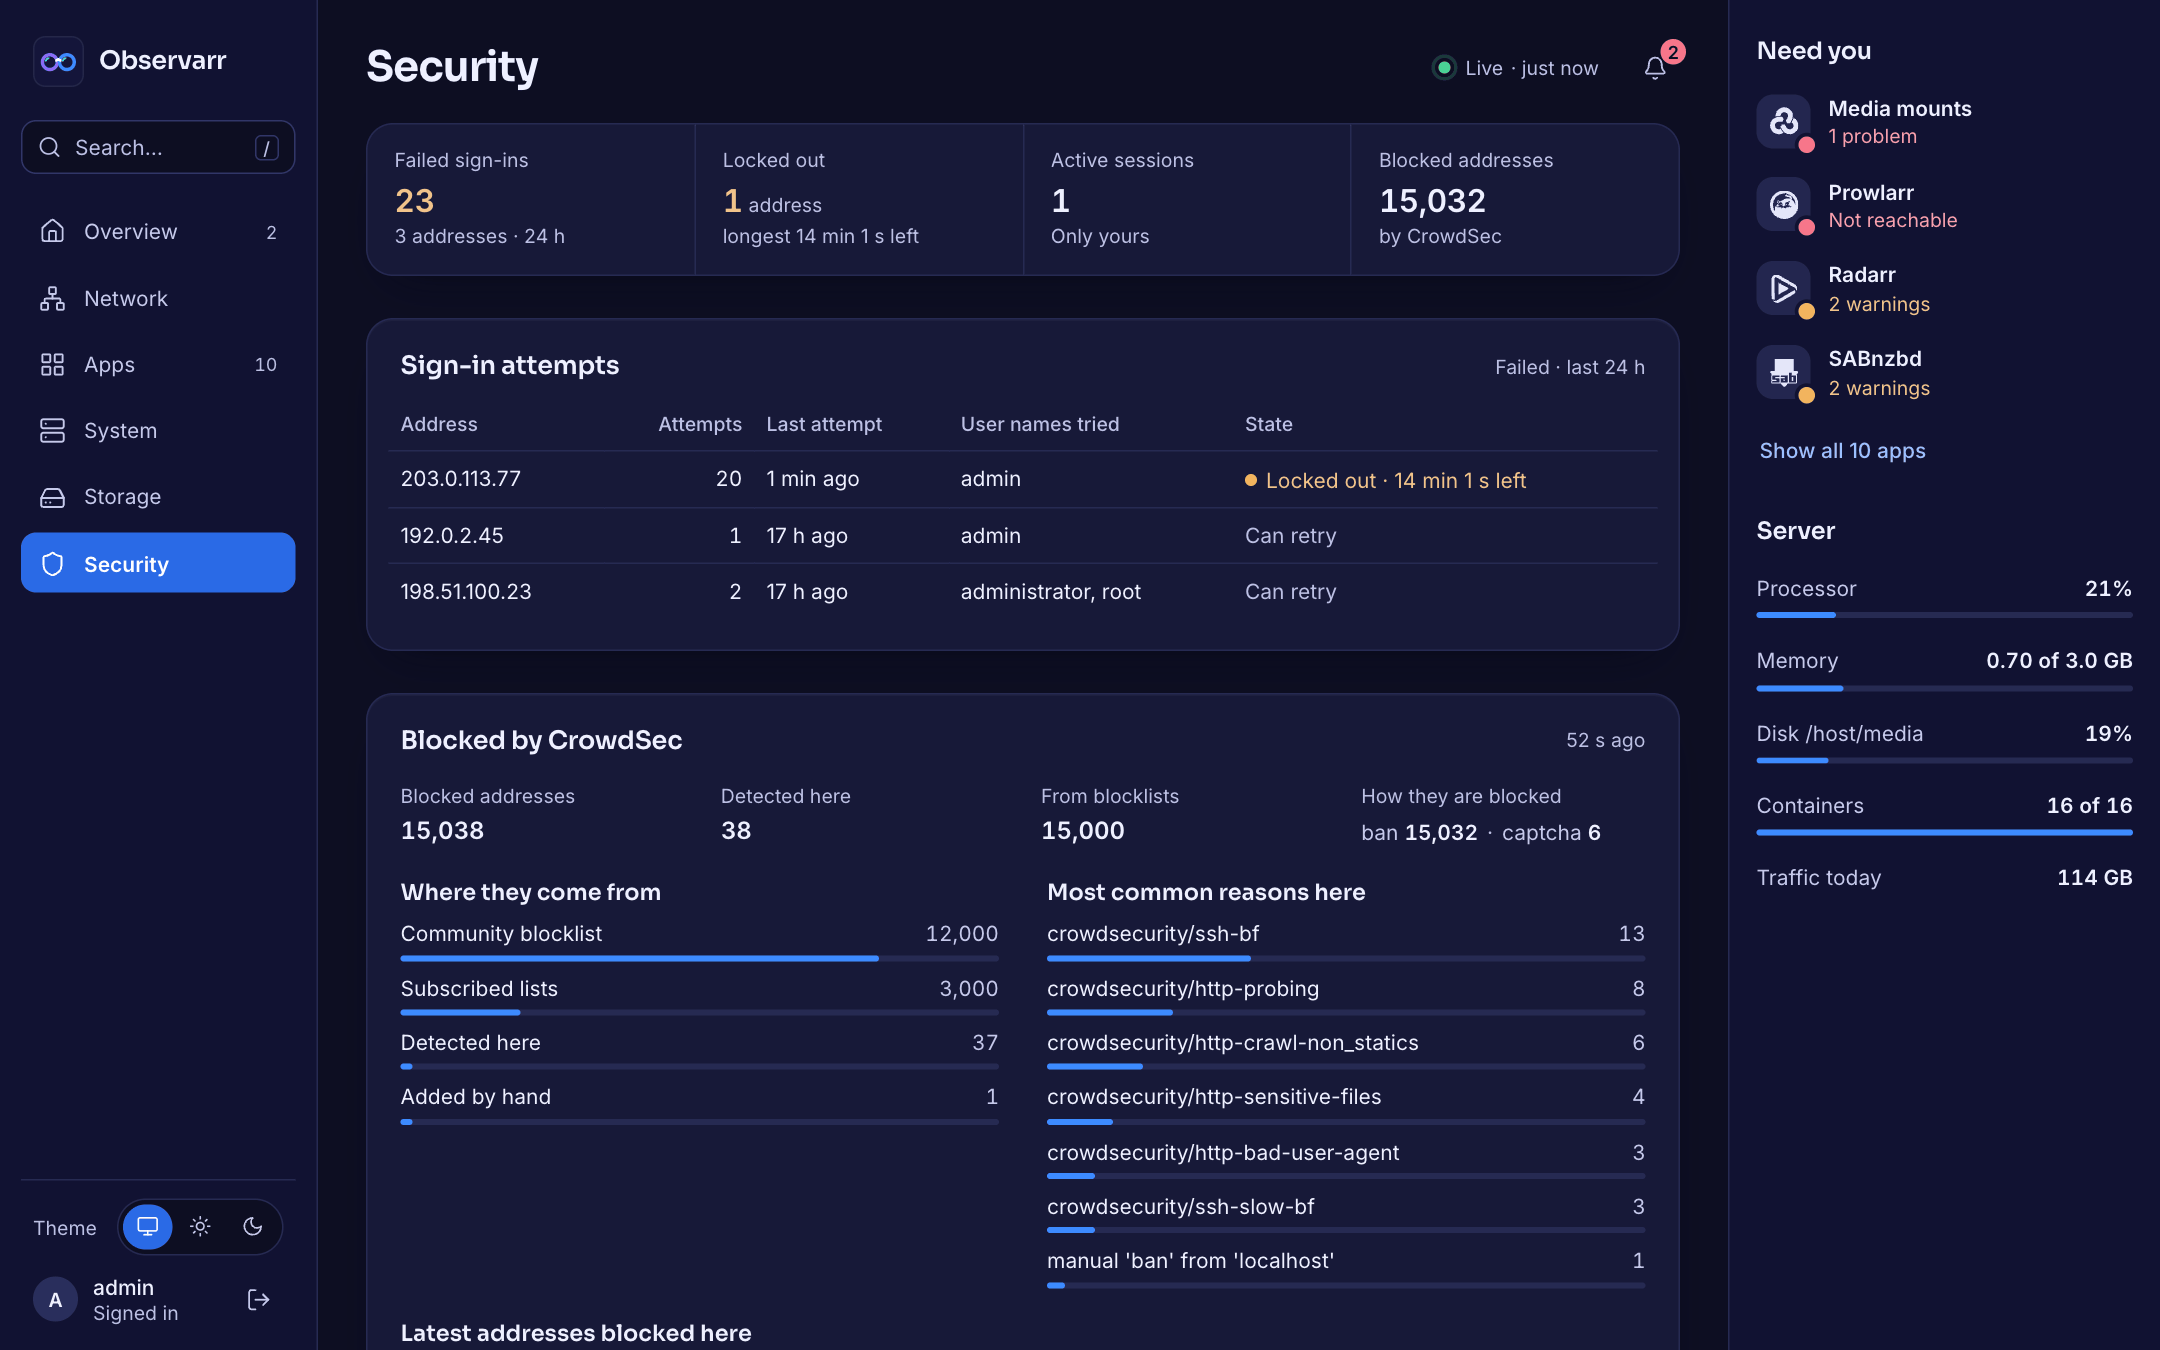 Observarr
Search...
/
Overview 2
Network
Apps 10
System
Storage
Security
Theme
A
admin
Signed in
Security
Live · just now
2
Failed sign-ins
23
3 addresses · 24 h
Locked out
1 address
longest 14 min 1 s left
Active sessions
1
Only yours
Blocked addresses
15,032
by CrowdSec
Sign-in attempts
Failed · last 24 h
Address Attempts Last attempt User names tried State
203.0.113.77 20 1 min ago admin Locked out · 14 min 1 s left
192.0.2.45 1 17 h ago admin Can retry
198.51.100.23 2 17 h ago administrator, root Can retry
Blocked by CrowdSec
52 s ago
Blocked addresses
15,038
Detected here
38
From blocklists
15,000
How they are blocked
ban 15,032 · captcha 6
Where they come from
Community blocklist 12,000
Subscribed lists 3,000
Detected here 37
Added by hand 1
Most common reasons here
crowdsecurity/ssh-bf 13
crowdsecurity/http-probing 8
crowdsecurity/http-crawl-non_statics 6
crowdsecurity/http-sensitive-files 4
crowdsecurity/http-bad-user-agent 3
crowdsecurity/ssh-slow-bf 3
manual 'ban' from 'localhost' 1
Latest addresses blocked here
Need you
Media mounts
1 problem
Prowlarr
Not reachable
Radarr
2 warnings
sab
SABnzbd
2 warnings
Show all 10 apps
Server
Processor 21%
Memory 0.70 of 3.0 GB
Disk /host/media 19%
Containers 16 of 16
Traffic today 114 GB